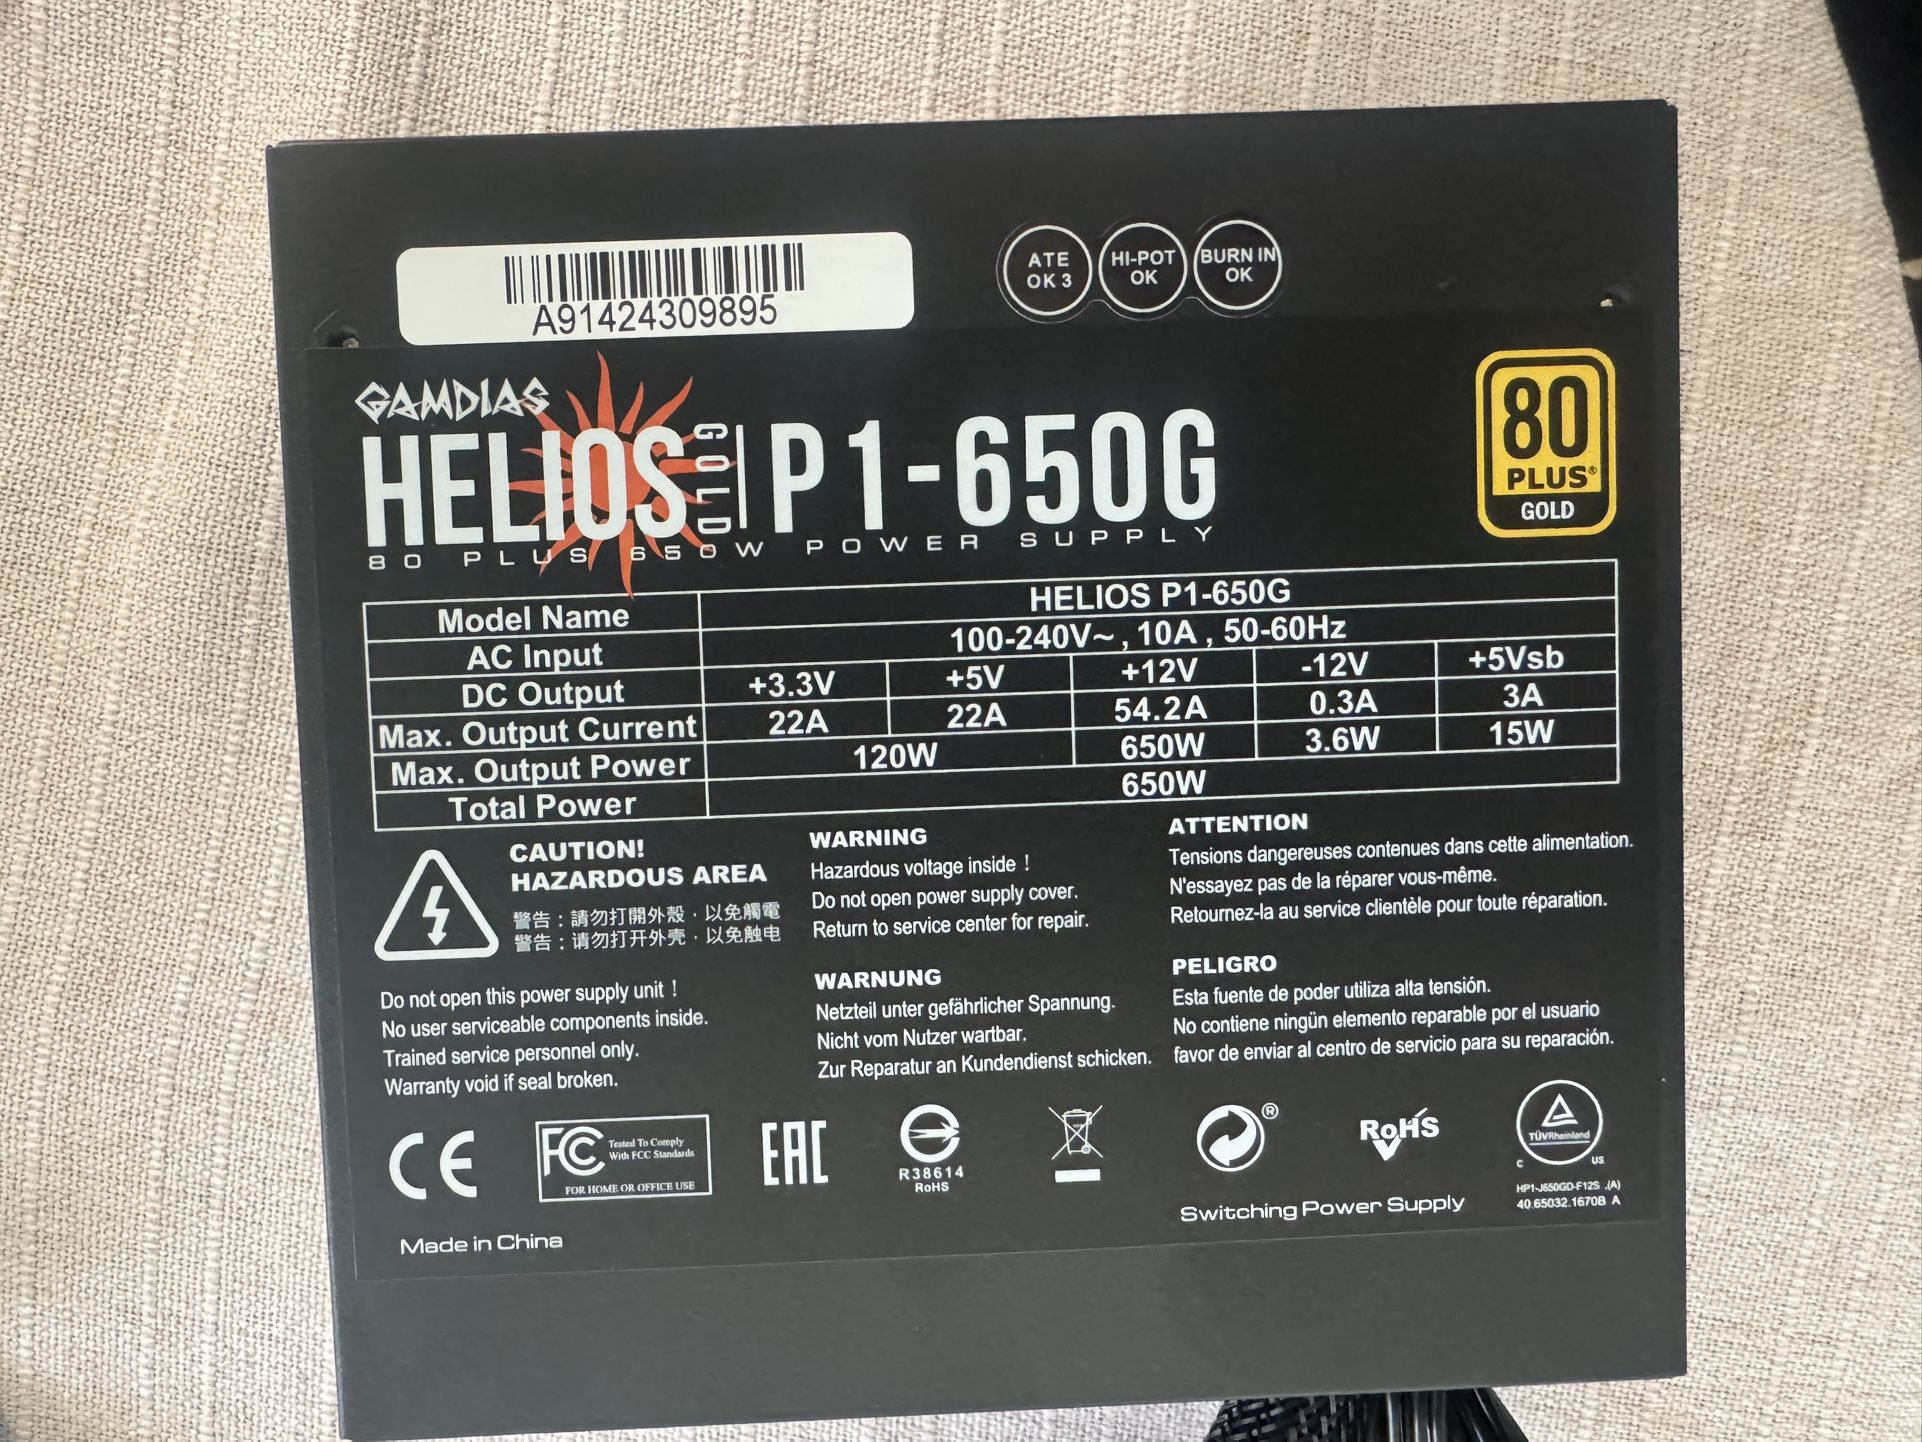 A91424309895
ATE OK 3
HI-POT OK
BURN IN OK
GAMDIAS
HELIOS GOLD P1-650G
80 PLUS 650W POWER SUPPLY
80 PLUS® GOLD
Model Name HELIOS P1-650G
AC Input 100-240V~ , 10A , 50-60Hz
DC Output +3.3V +5V +12V -12V +5Vsb
Max. Output Current 22A 22A 54.2A 0.3A 3A
Max. Output Power 120W 650W 3.6W 15W
Total Power 650W
CAUTION!
HAZARDOUS AREA
警告：請勿打開外殼，以免觸電
警告：请勿打开外壳，以免触电
Do not open this power supply unit !
No user serviceable components inside.
Trained service personnel only.
Warranty void if seal broken.
WARNING
Hazardous voltage inside !
Do not open power supply cover.
Return to service center for repair.
WARNUNG
Netzteil unter gefährlicher Spannung.
Nicht vom Nutzer wartbar.
Zur Reparatur an Kundendienst schicken.
ATTENTION
Tensions dangereuses contenues dans cette alimentation.
N'essayez pas de la réparer vous-même.
Retournez-la au service clientèle pour toute réparation.
PELIGRO
Esta fuente de poder utiliza alta tensión.
No contiene ningün elemento reparable por el usuario
favor de enviar al centro de servicio para su reparación.
CE
FC Tested To Comply
With FCC Standards
FOR HOME OR OFFICE USE
EAC
R38614
RoHS
®
RoHS
TÜVRheinland
C US
HP1-J650GD-F12S .(A)
40.65032.1670B A
Switching Power Supply
Made in China